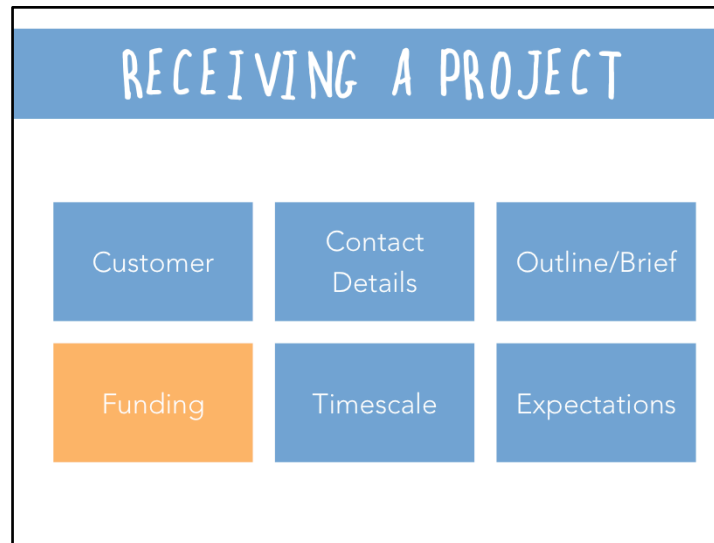 RECEIVING A PROJECT
Customer
Contact
Details
Outline/Brief
Funding
Timescale
Expectations